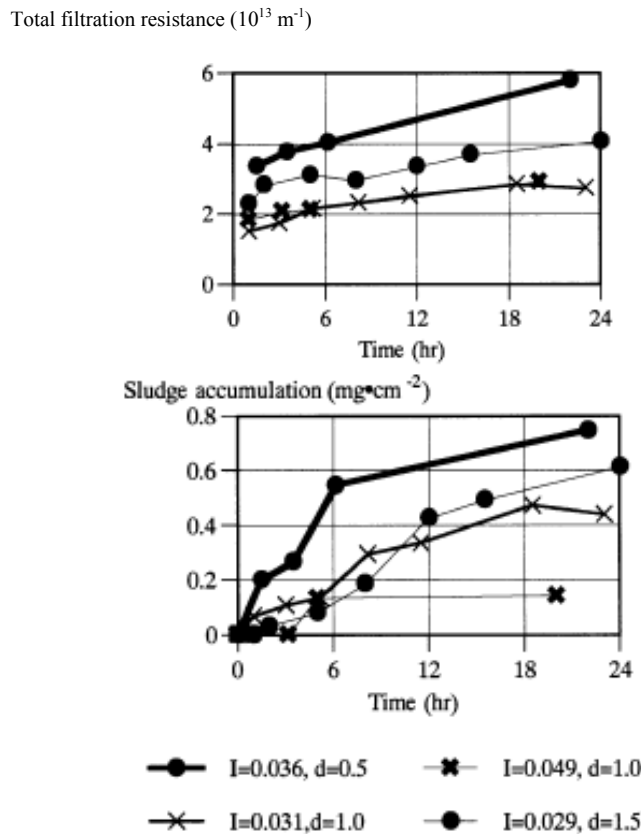 Total filtration resistance (10¹³ m⁻¹)
6
4
2
0
0 6 12 18 24
Time (hr)
Sludge accumulation (mg•cm⁻²)
0.8
0.6
0.4
0.2
0
0 6 12 18 24
Time (hr)
I=0.036, d=0.5 I=0.049, d=1.0
I=0.031,d=1.0 I=0.029, d=1.5